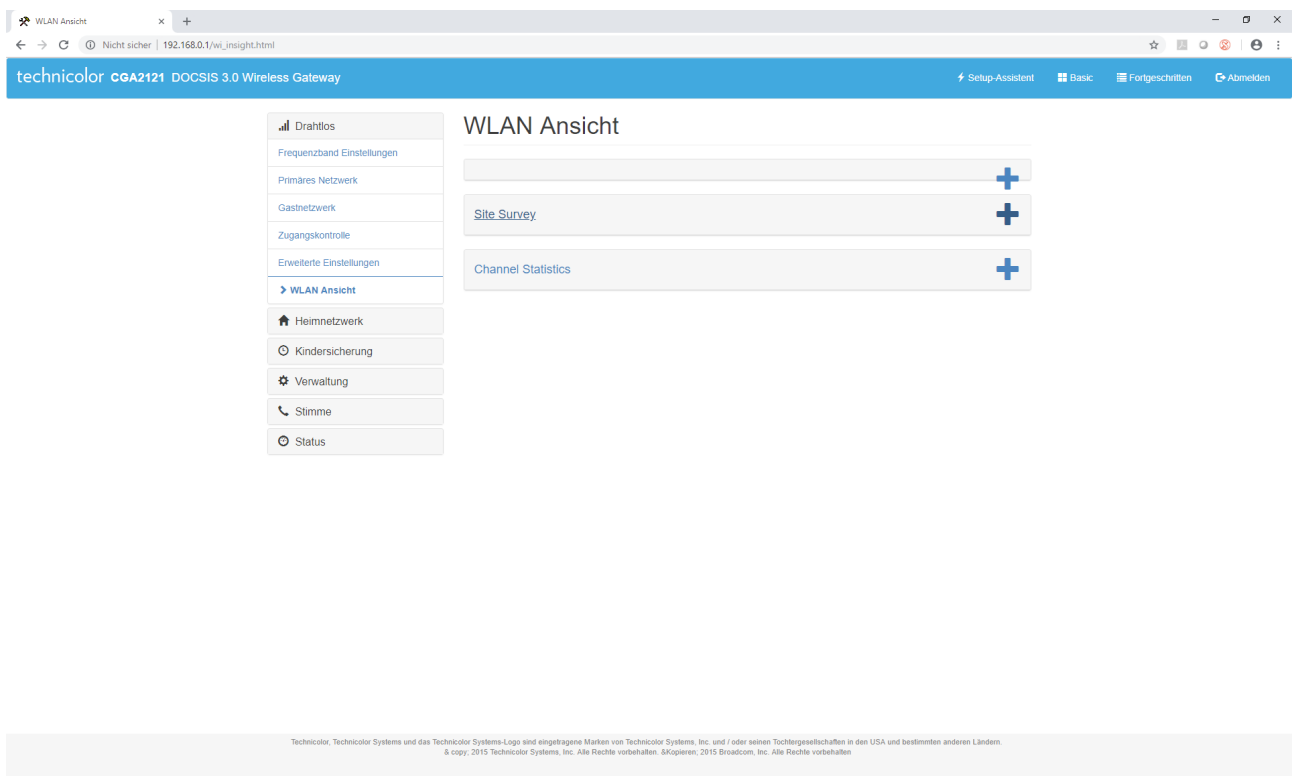 WLAN Ansicht
Nicht sicher | 192.168.0.1/wi_insight.html
technicolor CGA2121 DOCSIS 3.0 Wireless Gateway
Setup-Assistent Basic Fortgeschritten Abmelden
Drahtlos
Frequenzband Einstellungen
Primäres Netzwerk
Gastnetzwerk
Zugangskontrolle
Erweiterte Einstellungen
WLAN Ansicht
Heimnetzwerk
Kindersicherung
Verwaltung
Stimme
Status
WLAN Ansicht
Site Survey
Channel Statistics
Technicolor, Technicolor Systems und das Technicolor Systems-Logo sind eingetragene Marken von Technicolor Systems, Inc. und / oder seinen Tochtergesellschaften in den USA und bestimmten anderen Ländern.
& copy; 2015 Technicolor Systems, Inc. Alle Rechte vorbehalten. &Kopieren; 2015 Broadcom, Inc. Alle Rechte vorbehalten